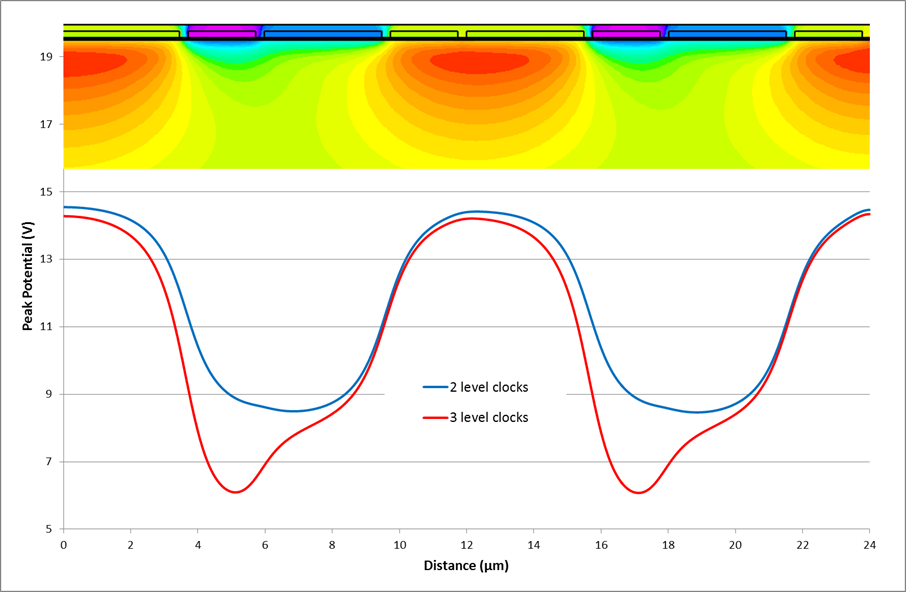 19
17
15
13
11
9
7
5
Peak Potential (V)
2 level clocks
3 level clocks
0 2 4 6 8 10 12 14 16 18 20 22 24
Distance (µm)